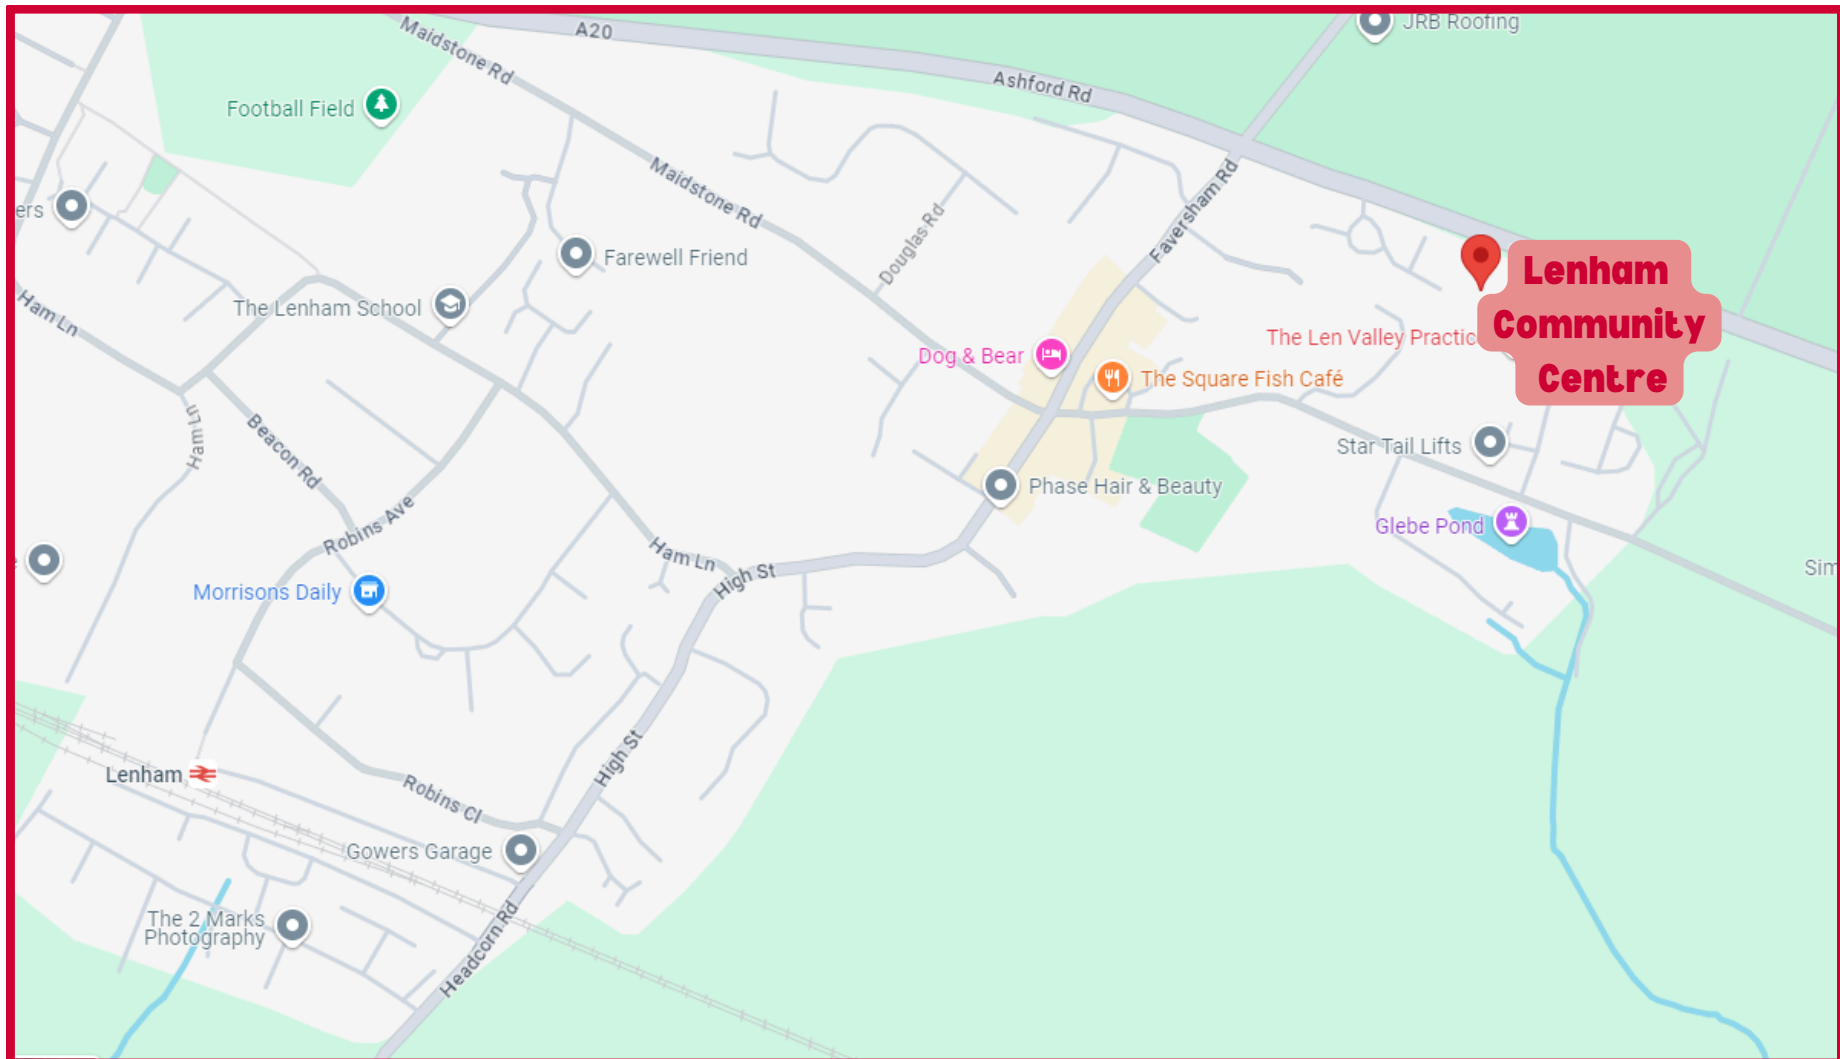 JRB Roofing
Maidstone Rd
A20
Ashford Rd
Football Field
Maidstone Rd
Faversham Rd
ers
Douglas Rd
Farewell Friend
Lenham
Community
Centre
Ham Ln
The Lenham School
The Len Valley Practic
Dog & Bear
The Square Fish Café
Ham Ln
Beacon Rd
Star Tail Lifts
Phase Hair & Beauty
Robins Ave
Glebe Pond
Ham Ln
High St
Sim
Morrisons Daily
High St
Lenham
Robins Cl
Gowers Garage
The 2 Marks
Photography
Headcorn Rd